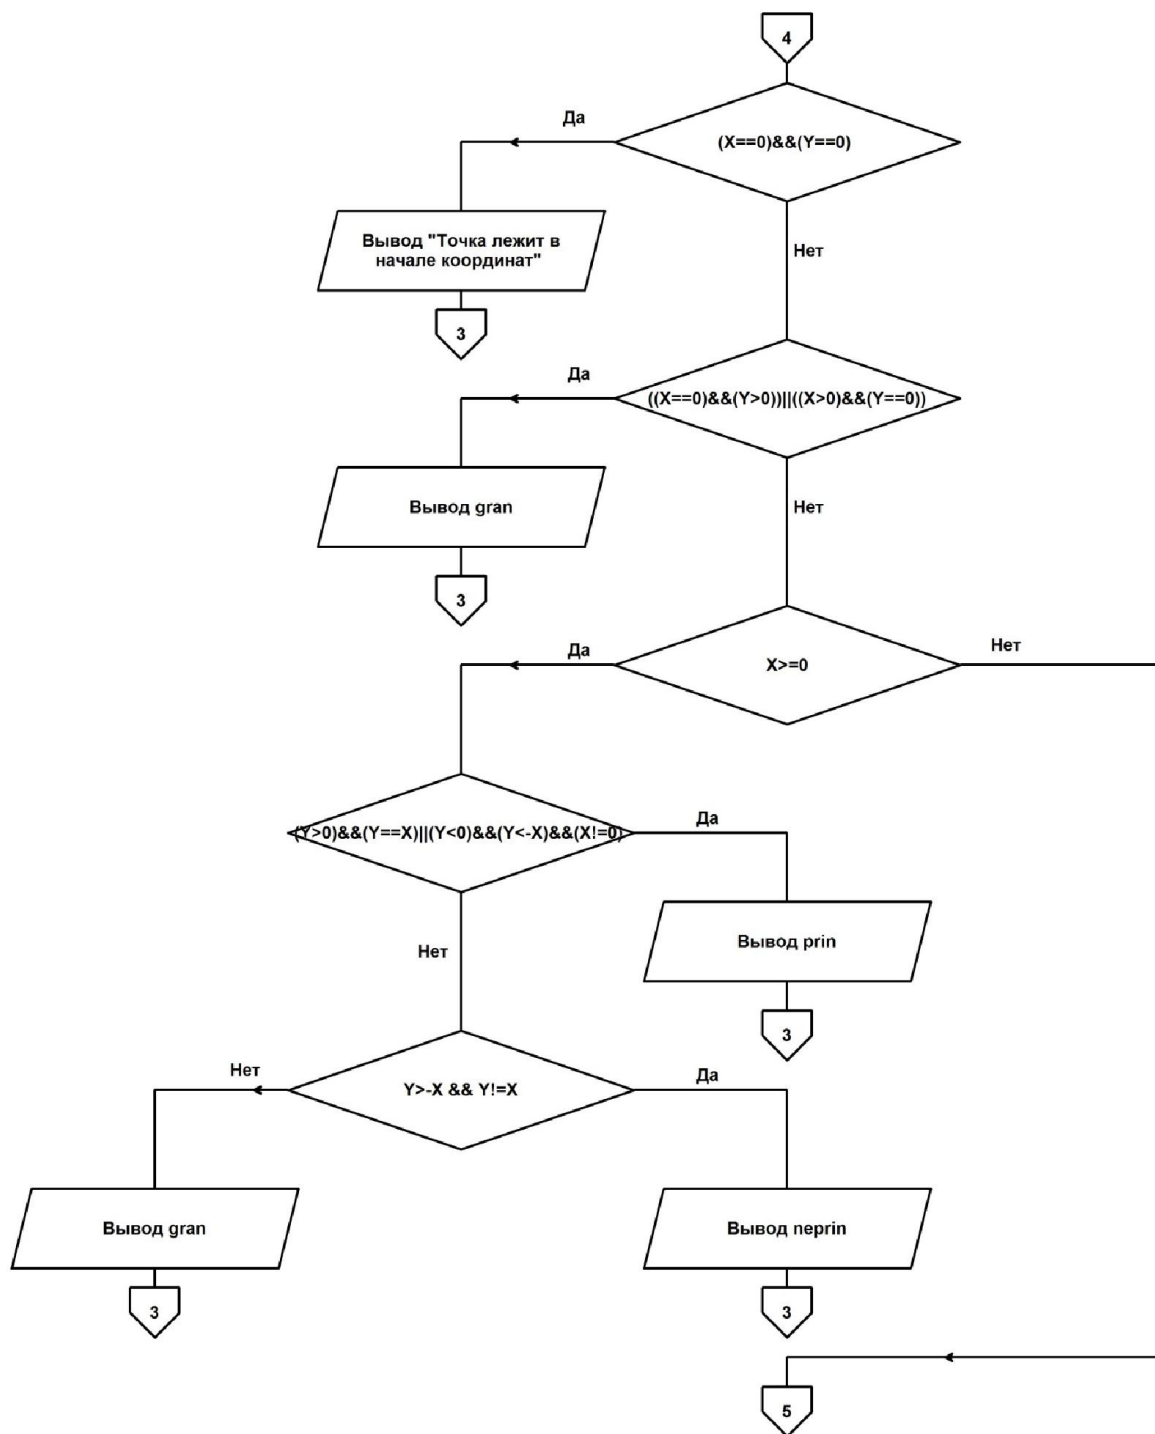 4
Да
(X==0)&&(Y==0)
Вывод "Точка лежит в
начале координат"
Нет
3
Да
((X==0)&&(Y>0))||((X>0)&&(Y==0))
Вывод gran
Нет
3
Да
X>=0
Нет
(Y>0)&&(Y==X)||(Y<0)&&(Y<-X)&&(X!=0)
Да
Нет
Вывод prin
3
Нет
Y>-X && Y!=X
Да
Вывод gran
Вывод neprin
3
3
5